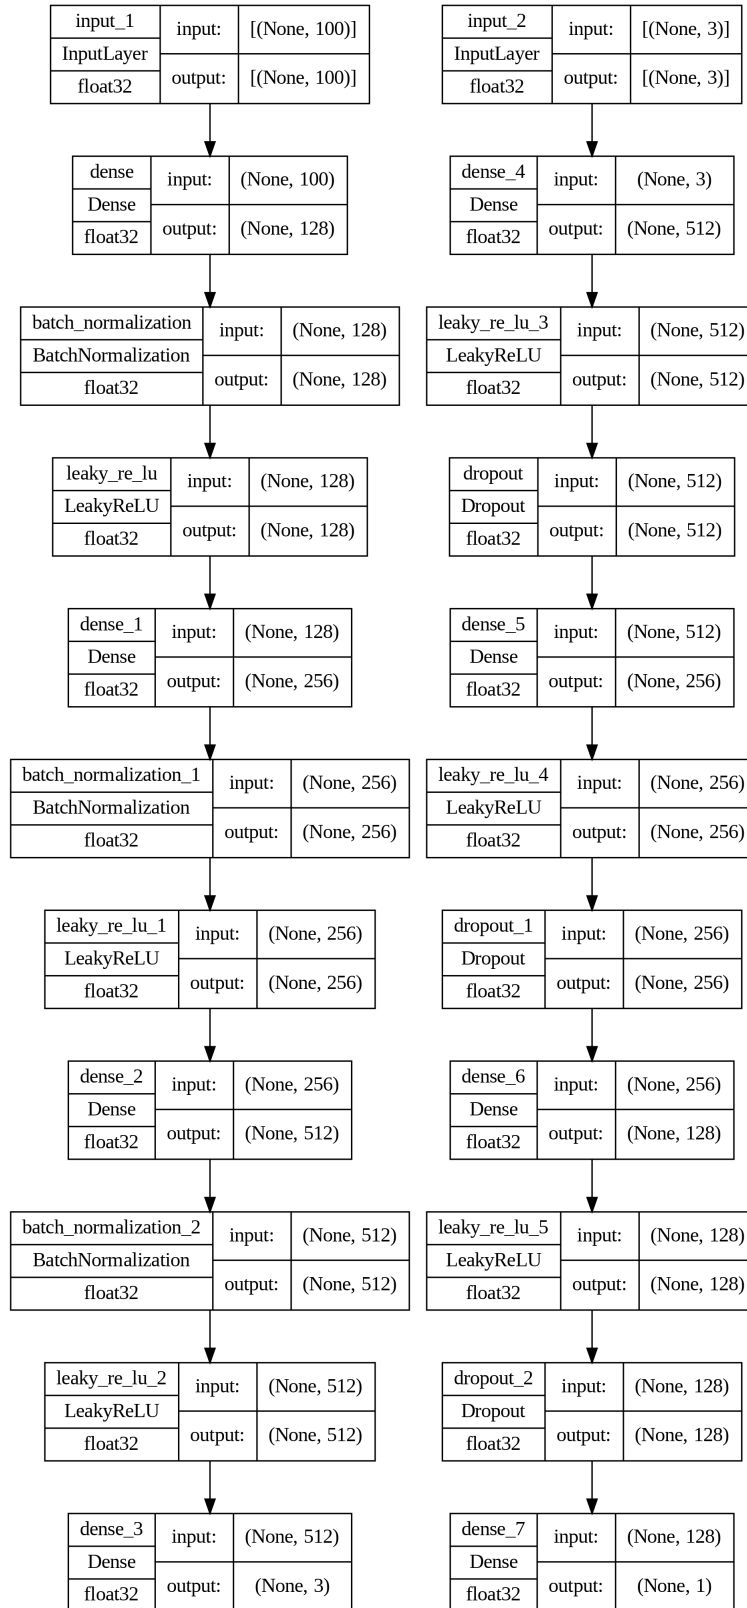 input_1
InputLayer
float32
input:
[(None, 100)]
output:
[(None, 100)]
dense
Dense
float32
input:
(None, 100)
output:
(None, 128)
batch_normalization
BatchNormalization
float32
input:
(None, 128)
output:
(None, 128)
leaky_re_lu
LeakyReLU
float32
input:
(None, 128)
output:
(None, 128)
dense_1
Dense
float32
input:
(None, 128)
output:
(None, 256)
batch_normalization_1
BatchNormalization
float32
input:
(None, 256)
output:
(None, 256)
leaky_re_lu_1
LeakyReLU
float32
input:
(None, 256)
output:
(None, 256)
dense_2
Dense
float32
input:
(None, 256)
output:
(None, 512)
batch_normalization_2
BatchNormalization
float32
input:
(None, 512)
output:
(None, 512)
leaky_re_lu_2
LeakyReLU
float32
input:
(None, 512)
output:
(None, 512)
dense_3
Dense
float32
input:
(None, 512)
output:
(None, 3)
input_2
InputLayer
float32
input:
[(None, 3)]
output:
[(None, 3)]
dense_4
Dense
float32
input:
(None, 3)
output:
(None, 512)
leaky_re_lu_3
LeakyReLU
float32
input:
(None, 512)
output:
(None, 512)
dropout
Dropout
float32
input:
(None, 512)
output:
(None, 512)
dense_5
Dense
float32
input:
(None, 512)
output:
(None, 256)
leaky_re_lu_4
LeakyReLU
float32
input:
(None, 256)
output:
(None, 256)
dropout_1
Dropout
float32
input:
(None, 256)
output:
(None, 256)
dense_6
Dense
float32
input:
(None, 256)
output:
(None, 128)
leaky_re_lu_5
LeakyReLU
float32
input:
(None, 128)
output:
(None, 128)
dropout_2
Dropout
float32
input:
(None, 128)
output:
(None, 128)
dense_7
Dense
float32
input:
(None, 128)
output:
(None, 1)